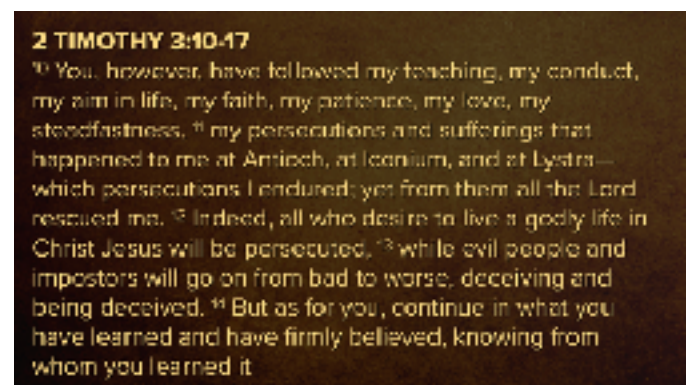 2 TIMOTHY 3:10-17
10 You, however, have followed my teaching, my conduct,
my aim in life, my faith, my patience, my love, my
steadfastness, 11 my persecutions and sufferings that
happened to me at Antioch, at Iconium, and at Lystra—
which persecutions I endured; yet from them all the Lord
rescued me. 12 Indeed, all who desire to live a godly life in
Christ Jesus will be persecuted, 13 while evil people and
impostors will go on from bad to worse, deceiving and
being deceived. 14 But as for you, continue in what you
have learned and have firmly believed, knowing from
whom you learned it